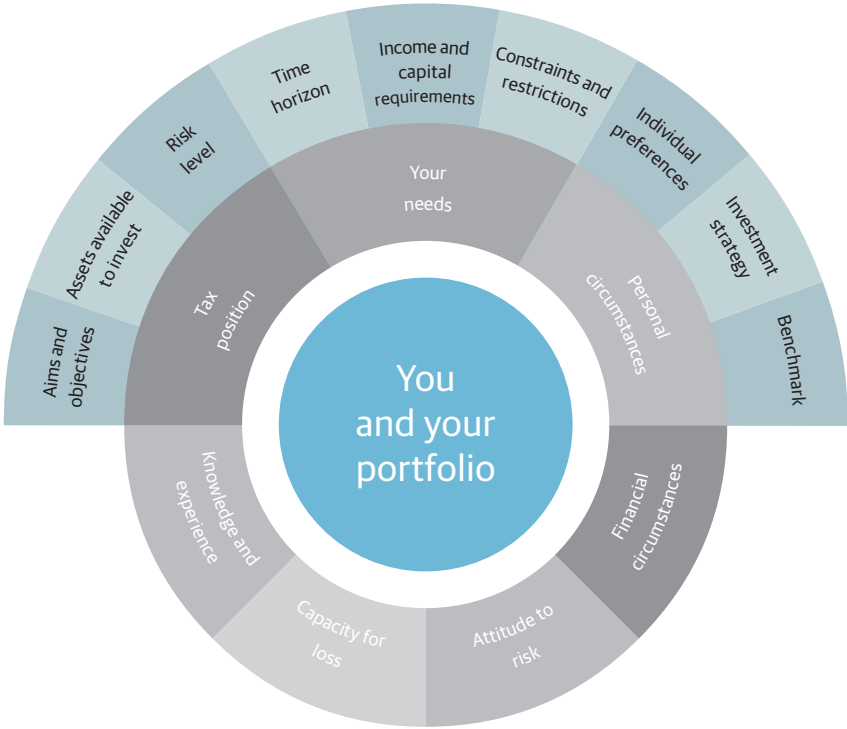 Aims and
objectives
Assets available
to invest
Risk
level
Time
horizon
Income and
capital
requirements
Constraints and
restrictions
Individual
preferences
Investment
strategy
Benchmark
Tax
position
Your
needs
Personal
circumstances
Financial
circumstances
Attitude to
risk
Capacity for
loss
Knowledge and
experience
You
and your
portfolio